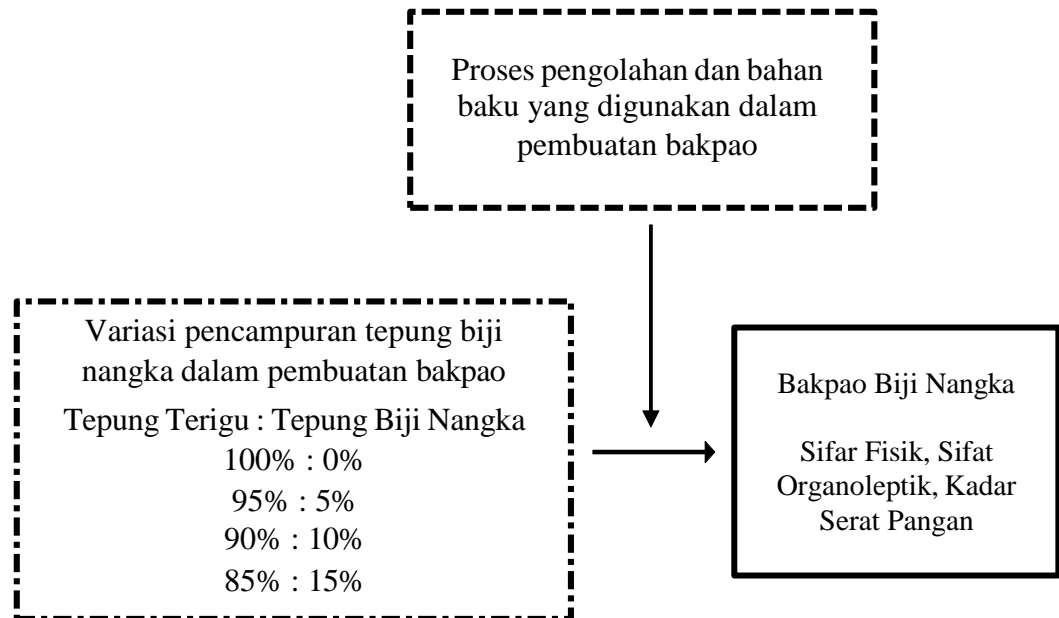 Proses pengolahan dan bahan
baku yang digunakan dalam
pembuatan bakpao
Variasi pencampuran tepung biji
nangka dalam pembuatan bakpao
Tepung Terigu : Tepung Biji Nangka
100% : 0%
95% : 5%
90% : 10%
85% : 15%
Bakpao Biji Nangka
Sifar Fisik, Sifat
Organoleptik, Kadar
Serat Pangan